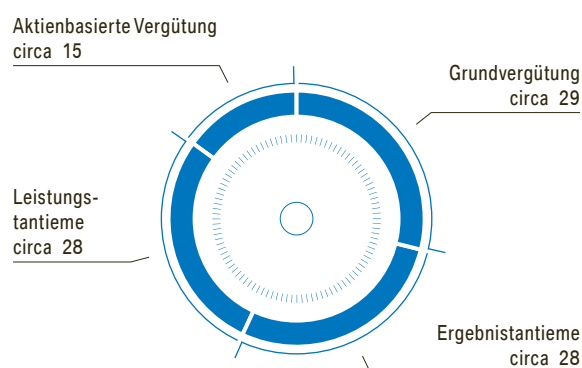 Aktienbasierte Vergütung
circa 15
Grundvergütung
circa 29
Leistungs-
tantieme
circa 28
Ergebnistantieme
circa 28